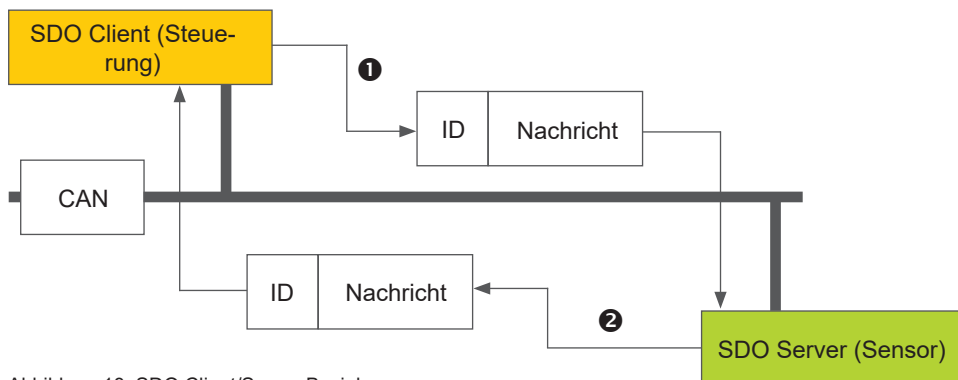 SDO Client (Steue-
rung)
❶
ID Nachricht
CAN
ID Nachricht
❷
SDO Server (Sensor)